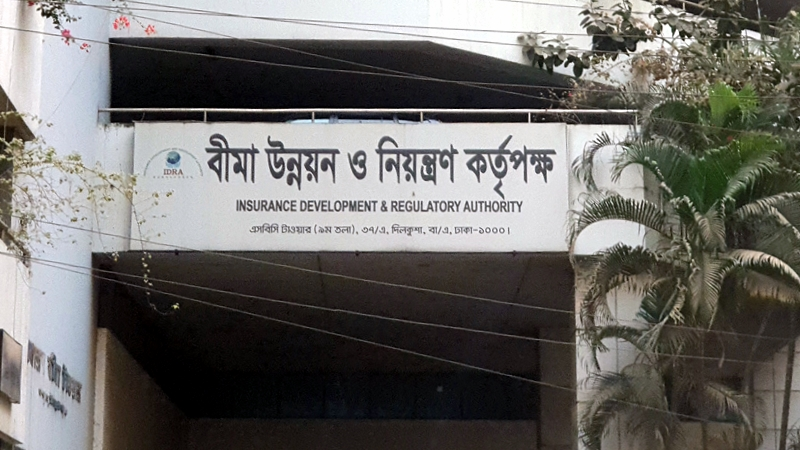 IDRA
বীমা উন্নয়ন ও নিয়ন্ত্রণ কর্তৃপক্ষ
INSURANCE DEVELOPMENT & REGULATORY AUTHORITY
এসবিসি টাওয়ার (৯ম তলা), ৩৭/এ, দিলকুশা, বা/এ, ঢাকা-১০০০।